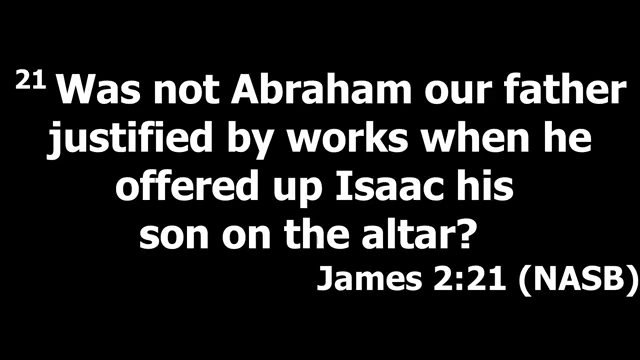 21 Was not Abraham our father
justified by works when he
offered up Isaac his
son on the altar?
James 2:21 (NASB)